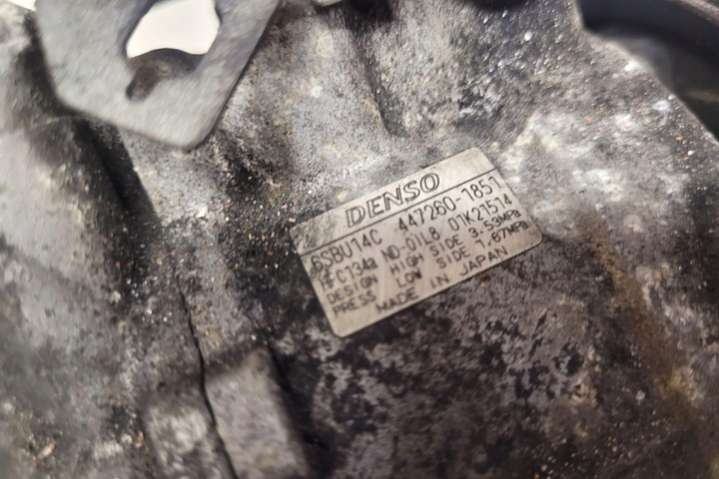 DENSO
6SBU14C 447260-1851
HFC134a ND-OIL8 01K21514
DESIGN HIGH SIDE 3.53MPa
PRESS LOW SIDE 1.67MPa
MADE IN JAPAN